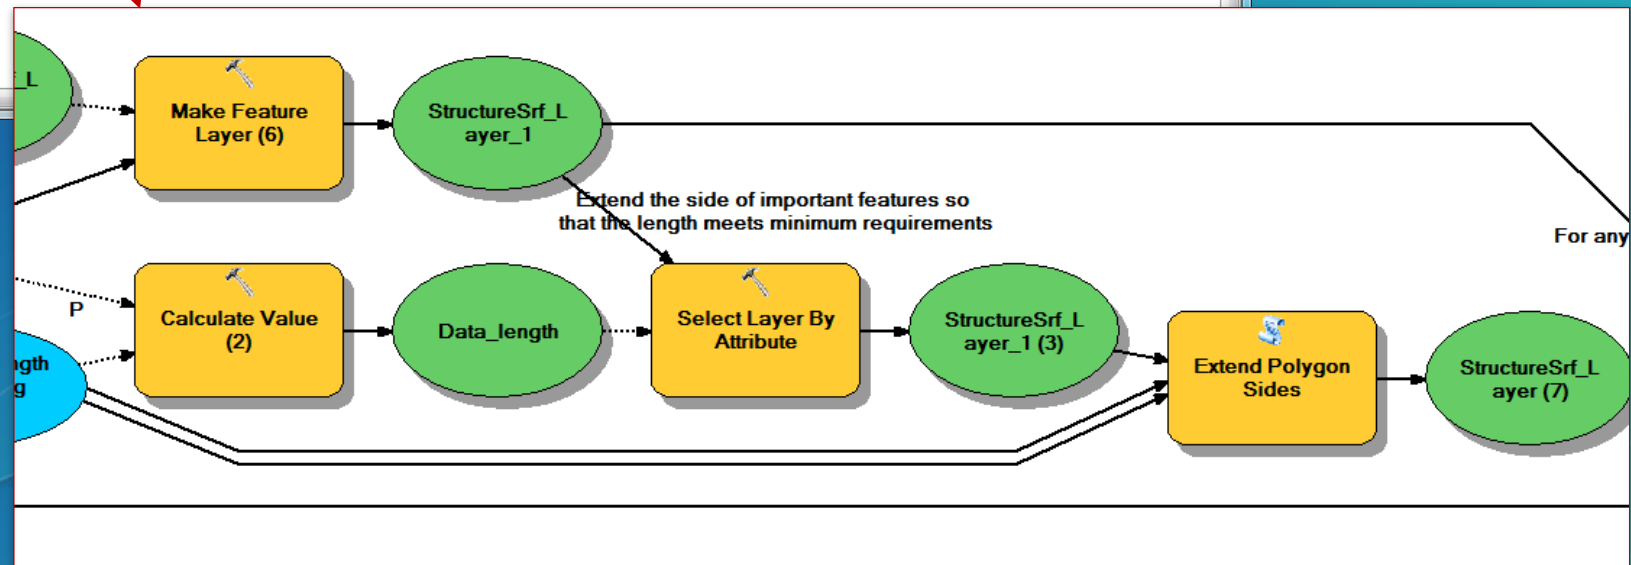 _L
Make Feature
Layer (6)
StructureSrf_L
ayer_1
Extend the side of important features so
that the length meets minimum requirements
For any
P
Calculate Value
(2)
Data_length
Select Layer By
Attribute
StructureSrf_L
ayer_1 (3)
Extend Polygon
Sides
StructureSrf_L
ayer (7)
ngth
g